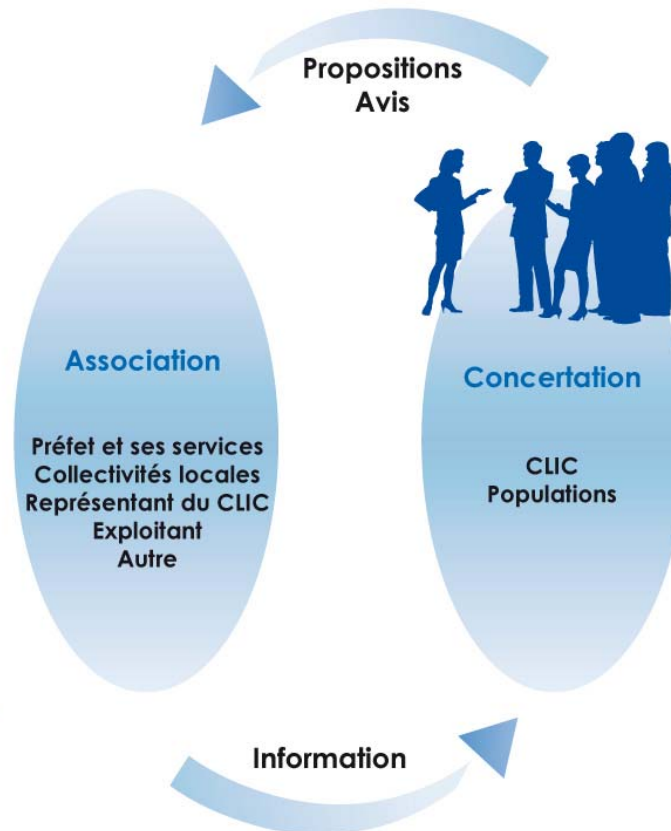 Propositions
Avis
Association
Préfet et ses services
Collectivités locales
Représentant du CLIC
Exploitant
Autre
Concertation
CLIC
Populations
Information